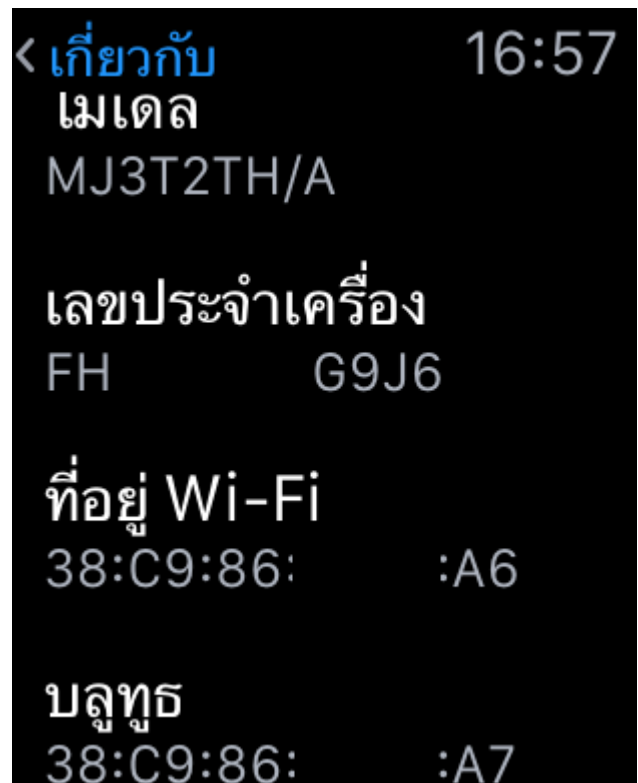 < เกี่ยวกับ 16:57
โมเดล
MJ3T2TH/A
เลขประจำเครื่อง
FH G9J6
ที่อยู่ Wi-Fi
38:C9:86: :A6
บลูทูธ
38:C9:86: :A7